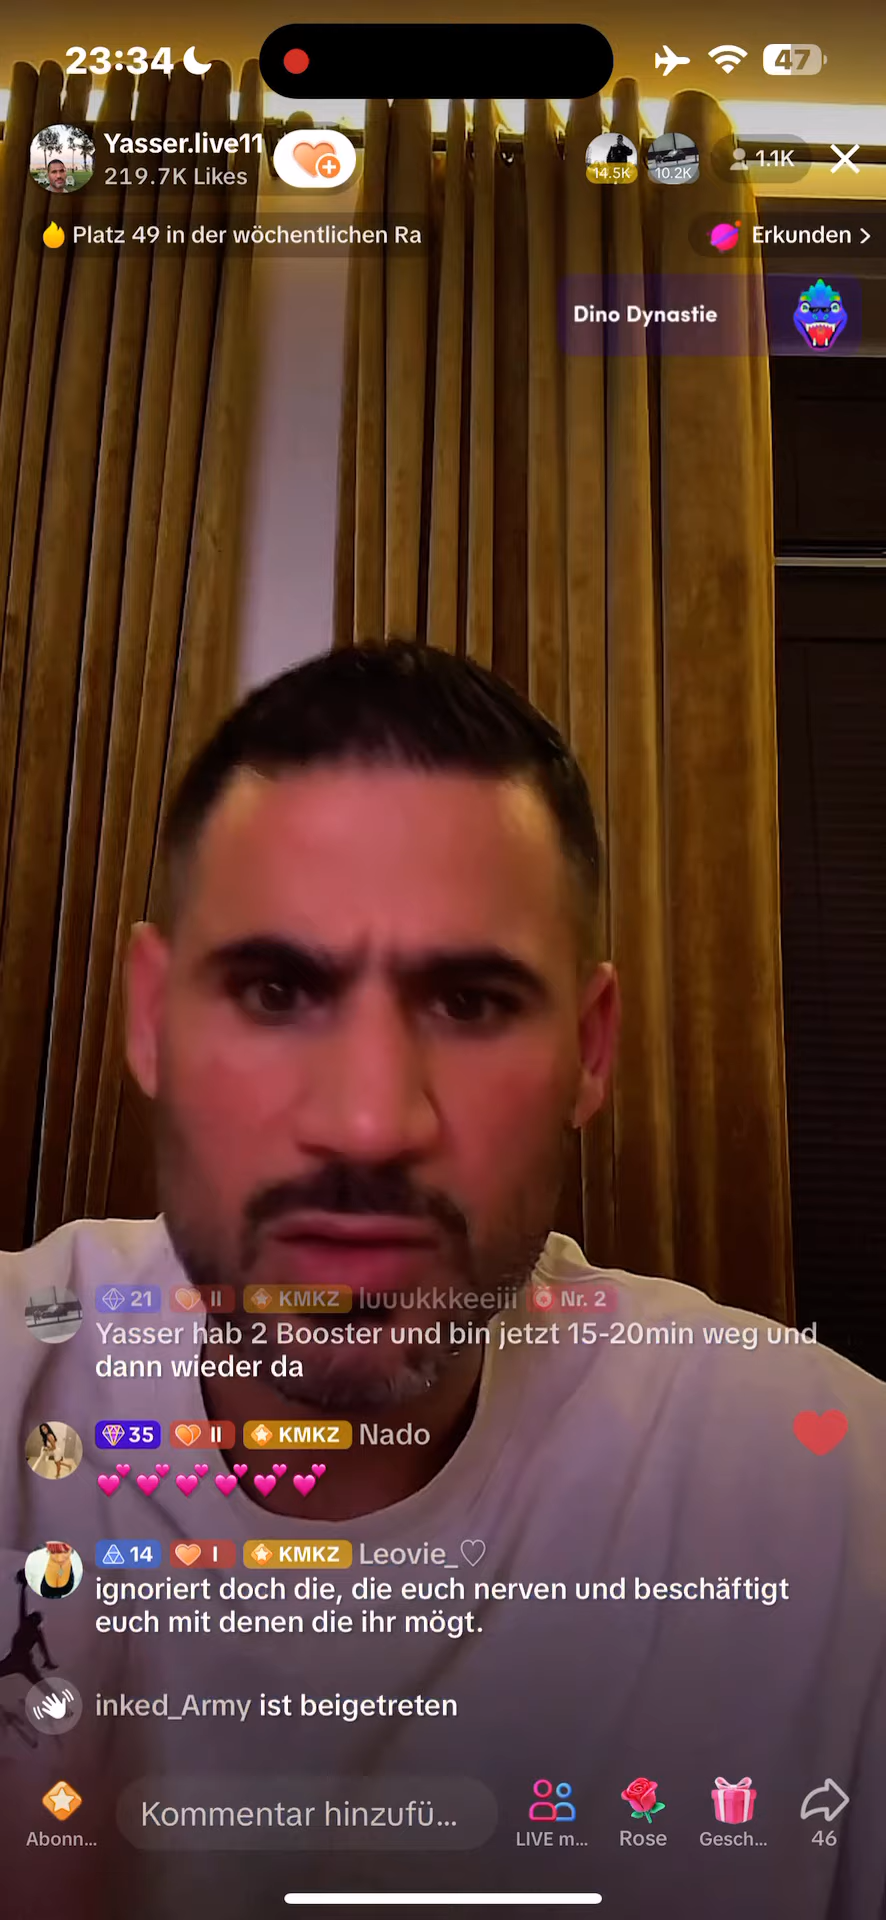 23:34
47
Yasser.live11
219.7K Likes
14.5K
10.2K
1.1K
Platz 49 in der wöchentlichen Ra
Erkunden >
Dino Dynastie
21 II KMKZ luuukkkeeiii Nr. 2
Yasser hab 2 Booster und bin jetzt 15-20min weg und
dann wieder da
35 II KMKZ Nado
💕💕💕💕💕💕
14 I KMKZ Leovie_♡
ignoriert doch die, die euch nerven und beschäftigt
euch mit denen die ihr mögt.
inked_Army ist beigetreten
Kommentar hinzufü...
Abonn...
LIVE m...
Rose
Gesch...
46